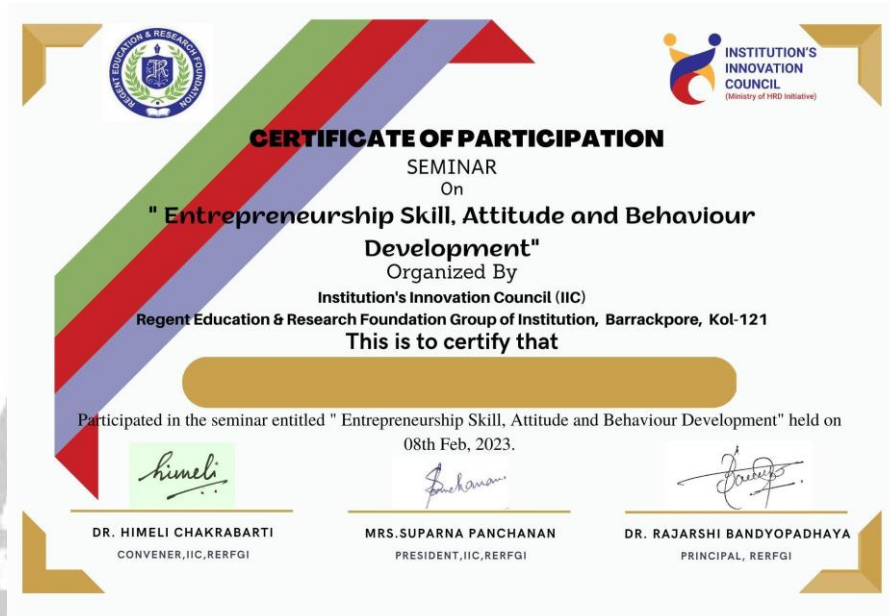 REGENT EDUCATION & RESEARCH FOUNDATION
R
INSTITUTION'S
INNOVATION
COUNCIL
(Ministry of HRD Initiative)
CERTIFICATE OF PARTICIPATION
SEMINAR
On
" Entrepreneurship Skill, Attitude and Behaviour
Development"
Organized By
Institution's Innovation Council (IIC)
Regent Education & Research Foundation Group of Institution, Barrackpore, Kol-121
This is to certify that
Participated in the seminar entitled " Entrepreneurship Skill, Attitude and Behaviour Development" held on
08th Feb, 2023.
himeli
DR. HIMELI CHAKRABARTI
CONVENER,IIC,RERFGI
MRS.SUPARNA PANCHANAN
PRESIDENT,IIC,RERFGI
DR. RAJARSHI BANDYOPADHAYA
PRINCIPAL, RERFGI